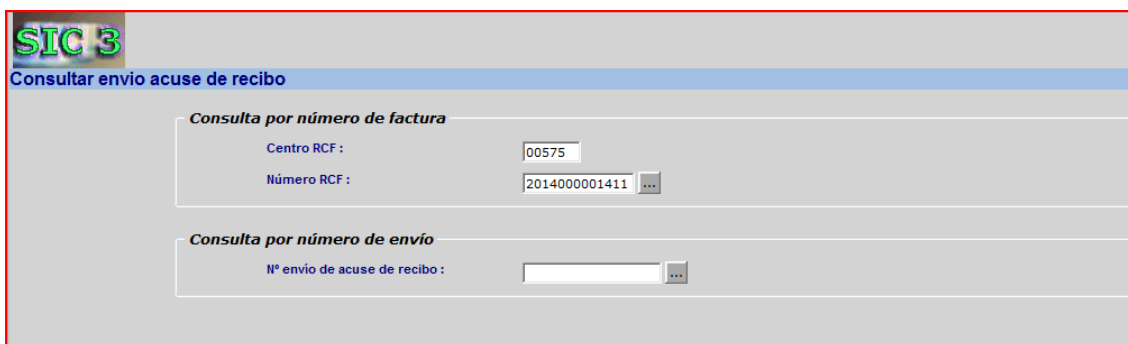 SIC 3
Consultar envio acuse de recibo
Consulta por número de factura
Centro RCF : 00575
Número RCF : 2014000001411 ...
Consulta por número de envío
Nº envío de acuse de recibo : ...